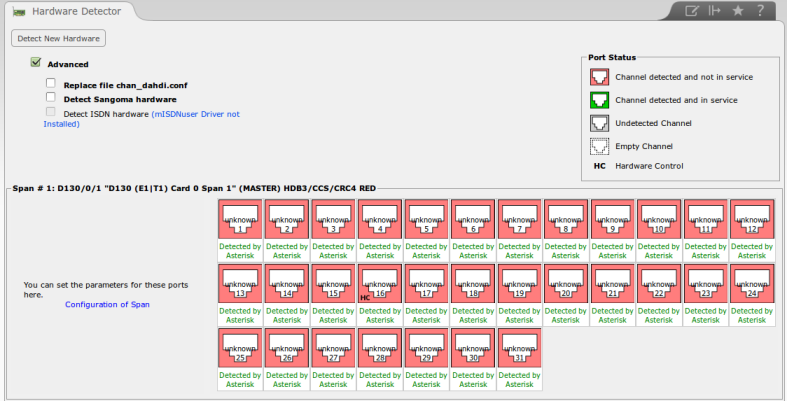 Hardware Detector
?
Detect New Hardware
Advanced
Replace file chan_dahdi.conf
Detect Sangoma hardware
Detect ISDN hardware (mISDNuser Driver not
Installed)
Port Status
Channel detected and not in service
Channel detected and in service
Undetected Channel
Empty Channel
HC Hardware Control
Span # 1: D130/0/1 "D130 (E1|T1) Card 0 Span 1" (MASTER) HDB3/CCS/CRC4 RED
You can set the parameters for these ports
here.
Configuration of Span
unknown unknown unknown unknown unknown unknown unknown unknown unknown unknown unknown unknown
1 2 3 4 5 6 7 8 9 10 11 12
Detected by Detected by Detected by Detected by Detected by Detected by Detected by Detected by Detected by Detected by Detected by Detected by
Asterisk Asterisk Asterisk Asterisk Asterisk Asterisk Asterisk Asterisk Asterisk Asterisk Asterisk Asterisk
unknown unknown unknown unknown unknown unknown unknown unknown unknown unknown unknown unknown
13 14 15 HC 16 17 18 19 20 21 22 23 24
Detected by Detected by Detected by Detected by Detected by Detected by Detected by Detected by Detected by Detected by Detected by Detected by
Asterisk Asterisk Asterisk Asterisk Asterisk Asterisk Asterisk Asterisk Asterisk Asterisk Asterisk Asterisk
unknown unknown unknown unknown unknown unknown unknown
25 26 27 28 29 30 31
Detected by Detected by Detected by Detected by Detected by Detected by Detected by
Asterisk Asterisk Asterisk Asterisk Asterisk Asterisk Asterisk